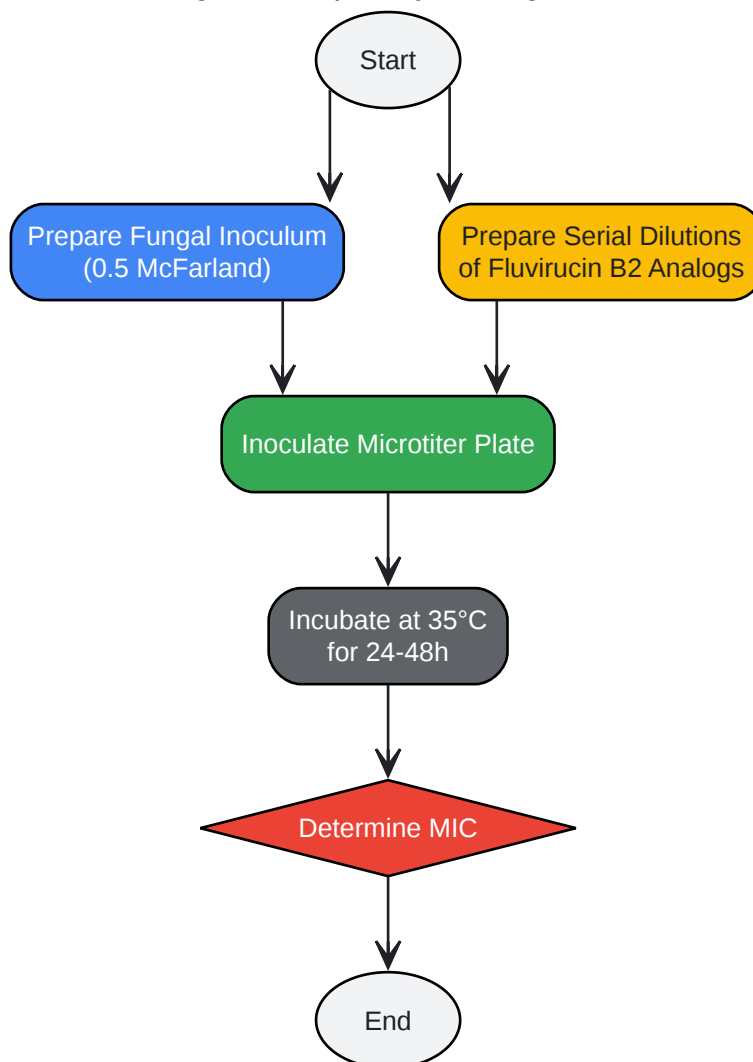 Start
Prepare Fungal Inoculum
(0.5 McFarland)
Prepare Serial Dilutions
of Fluvirucin B2 Analogs
Inoculate Microtiter Plate
Incubate at 35°C
for 24-48h
Determine MIC
End